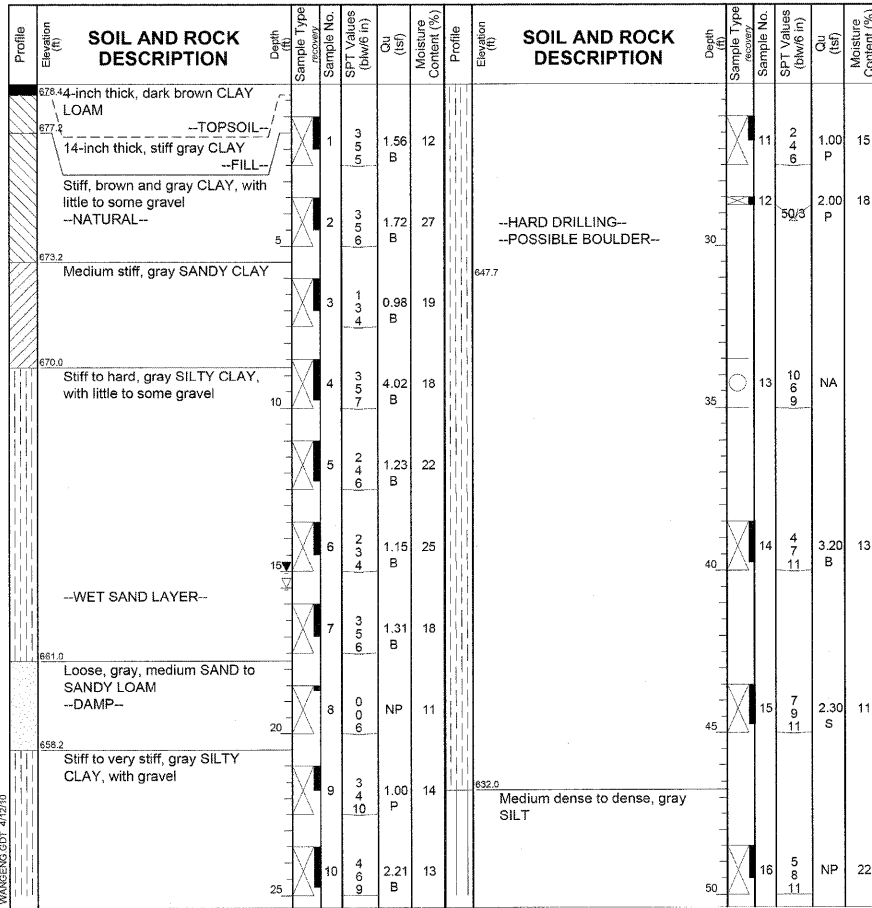 Profile
Elevation (ft)
SOIL AND ROCK
DESCRIPTION
Depth (ft)
Sample Type
recovery
Sample No.
SPT Values (blw/6 in)
Qu (tsf)
Moisture Content (%)
678.4 4-inch thick, dark brown CLAY
LOAM
--TOPSOIL--
677.2
14-inch thick, stiff gray CLAY
--FILL--
1 3 5 5 1.56 B 12
Stiff, brown and gray CLAY, with
little to some gravel
--NATURAL--
2 3 5 6 1.72 B 27
5
673.2
Medium stiff, gray SANDY CLAY
3 1 3 4 0.98 B 19
670.0
Stiff to hard, gray SILTY CLAY,
with little to some gravel
4 3 5 7 4.02 B 18
10
5 2 4 6 1.23 B 22
6 2 3 4 1.15 B 25
15
--WET SAND LAYER--
7 3 5 6 1.31 B 18
661.0
Loose, gray, medium SAND to
SANDY LOAM
--DAMP--
8 0 0 6 NP 11
20
658.2
Stiff to very stiff, gray SILTY
CLAY, with gravel
9 3 4 10 1.00 P 14
10 4 6 9 2.21 B 13
25
WANGENG.GDT 4/12/10
Profile
Elevation (ft)
SOIL AND ROCK
DESCRIPTION
Depth (ft)
Sample Type
recovery
Sample No.
SPT Values (blw/6 in)
Qu (tsf)
Moisture Content (%)
11 2 4 6 1.00 P 15
12 50/3 2.00 P 18
--HARD DRILLING--
--POSSIBLE BOULDER--
30
647.7
13 10 6 9 NA
35
14 4 7 11 3.20 B 13
40
15 7 9 11 2.30 S 11
45
632.0
Medium dense to dense, gray
SILT
16 5 8 11 NP 22
50